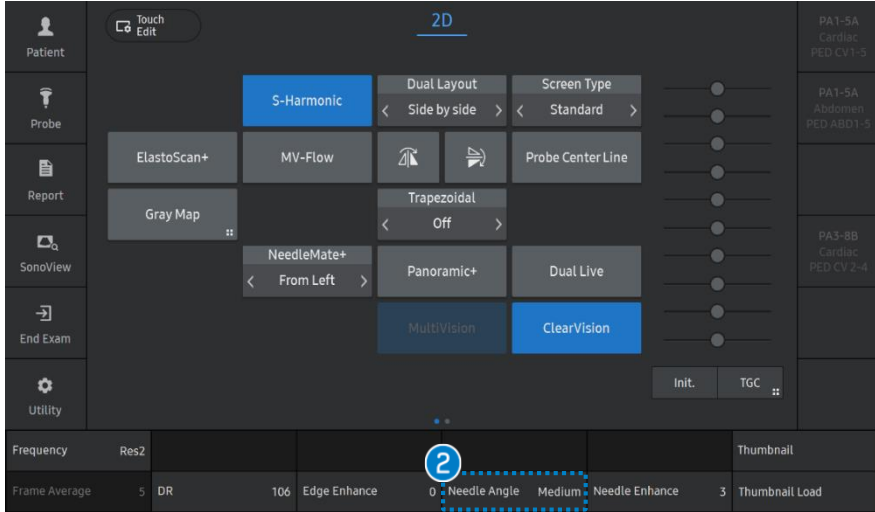 Patient
Touch
Edit
2D
PA1-5A
Cardiac
PED CV1-5
Probe
S-Harmonic
Dual Layout
< Side by side >
Screen Type
< Standard >
PA1-5A
Abdomen
PED ABD1-5
ElastoScan+
MV-Flow
Probe Center Line
Report
Gray Map
Trapezoidal
< Off >
SonoView
NeedleMate+
< From Left >
Panoramic+
Dual Live
PA3-8B
Cardiac
PED CV 2-4
End Exam
MultiVision
ClearVision
Utility
Init.
TGC
Frequency Res2
2
Thumbnail
Frame Average 5
DR 106
Edge Enhance 0
Needle Angle Medium
Needle Enhance 3
Thumbnail Load